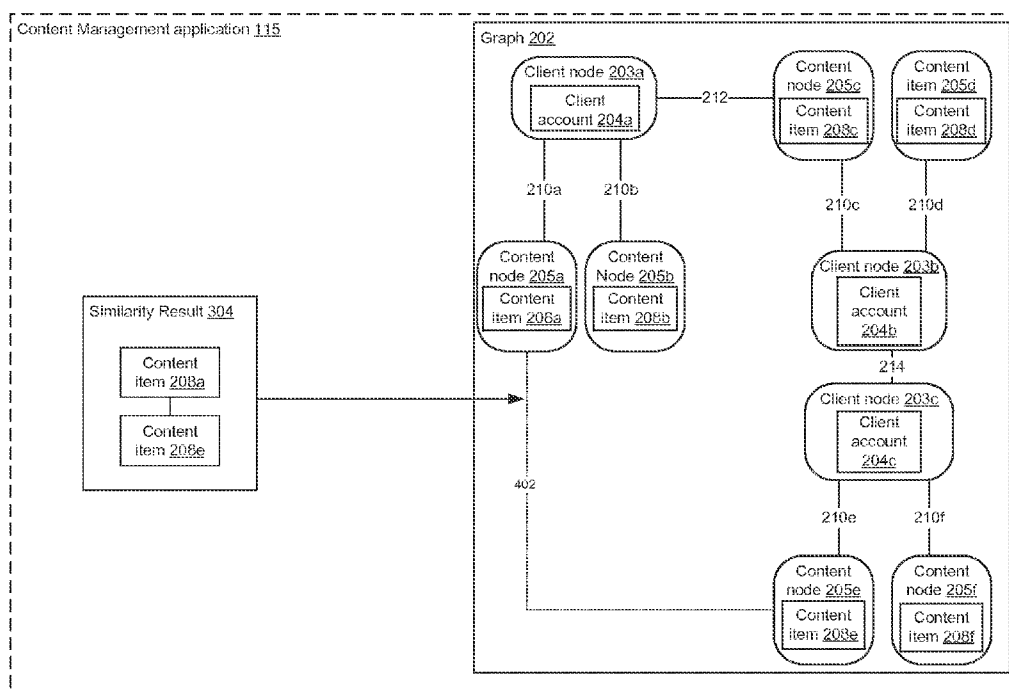 Content Management application 115
Graph 202
Client node 203a
Client
account 204a
212
Content
node 205c
Content
item 208c
Content
item 205d
Content
item 208d
210a
210b
210c
210d
Content
node 205a
Content
item 208a
Content
Node 205b
Content
item 208b
Client node 203b
Client
account
204b
Similarity Result 304
Content
item 208a
Content
item 208e
214
Client node 203c
Client
account
204c
402
210e
210f
Content
node 205e
Content
item 208e
Content
node 205f
Content
item 208f